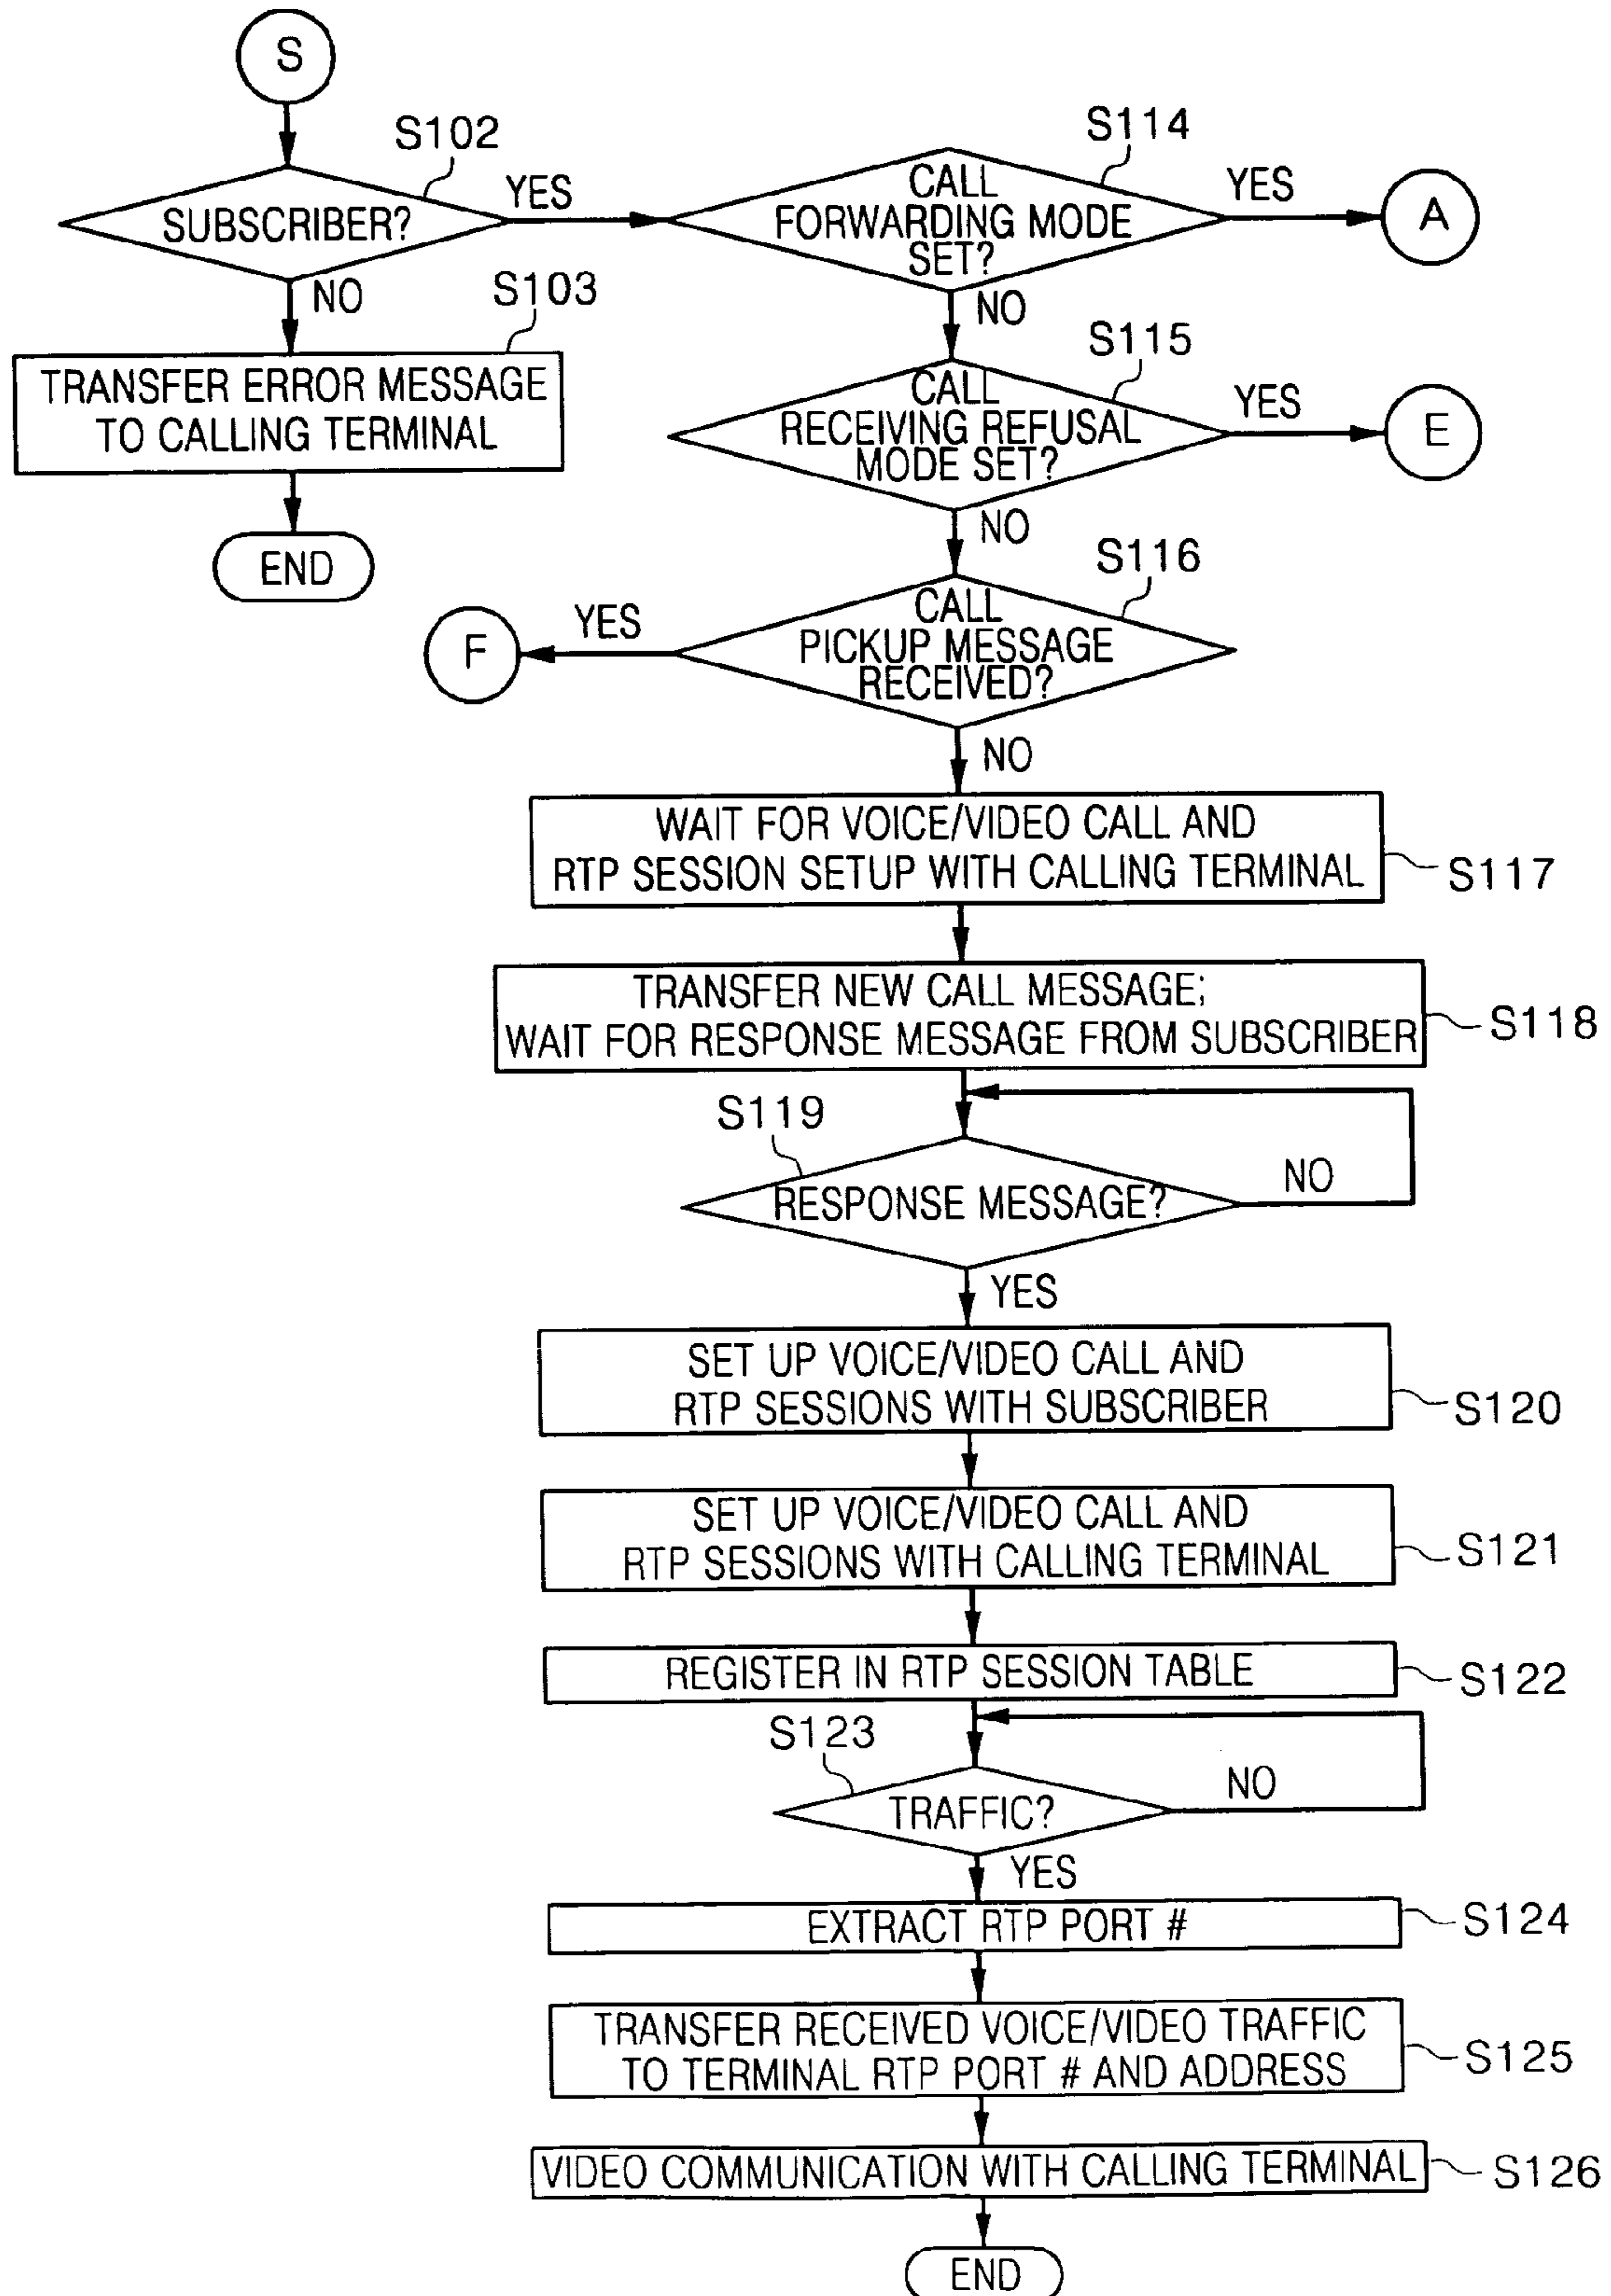 S
S102
SUBSCRIBER?
YES
NO
S103
TRANSFER ERROR MESSAGE
TO CALLING TERMINAL
END
S114
CALL
FORWARDING MODE
SET?
YES
A
NO
S115
CALL
RECEIVING REFUSAL
MODE SET?
YES
E
NO
S116
CALL
PICKUP MESSAGE
RECEIVED?
YES
F
NO
WAIT FOR VOICE/VIDEO CALL AND
RTP SESSION SETUP WITH CALLING TERMINAL
S117
TRANSFER NEW CALL MESSAGE;
WAIT FOR RESPONSE MESSAGE FROM SUBSCRIBER
S118
S119
RESPONSE MESSAGE?
NO
YES
SET UP VOICE/VIDEO CALL AND
RTP SESSIONS WITH SUBSCRIBER
S120
SET UP VOICE/VIDEO CALL AND
RTP SESSIONS WITH CALLING TERMINAL
S121
REGISTER IN RTP SESSION TABLE
S122
S123
TRAFFIC?
NO
YES
EXTRACT RTP PORT #
S124
TRANSFER RECEIVED VOICE/VIDEO TRAFFIC
TO TERMINAL RTP PORT # AND ADDRESS
S125
VIDEO COMMUNICATION WITH CALLING TERMINAL
S126
END